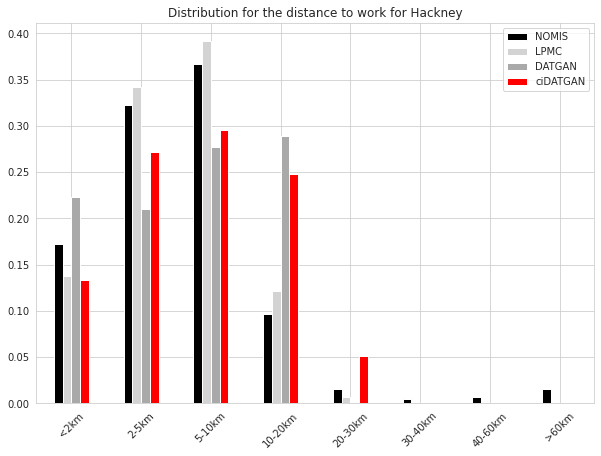 Distribution for the distance to work for Hackney
NOMIS
LPMC
DATGAN
ciDATGAN
0.40
0.35
0.30
0.25
0.20
0.15
0.10
0.05
0.00
<2km
2-5km
5-10km
10-20km
20-30km
30-40km
40-60km
>60km